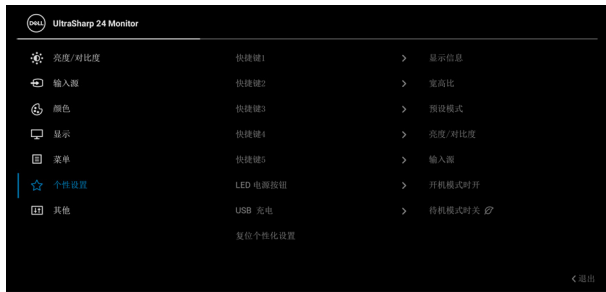 DELL UltraSharp 24 Monitor
亮度/对比度 快捷键1 显示信息
输入源 快捷键2 宽高比
颜色 快捷键3 预设模式
显示 快捷键4 亮度/对比度
菜单 快捷键5 输入源
个性设置 LED 电源按钮 开机模式时开
其他 USB 充电 待机模式时关
复位个性化设置
退出